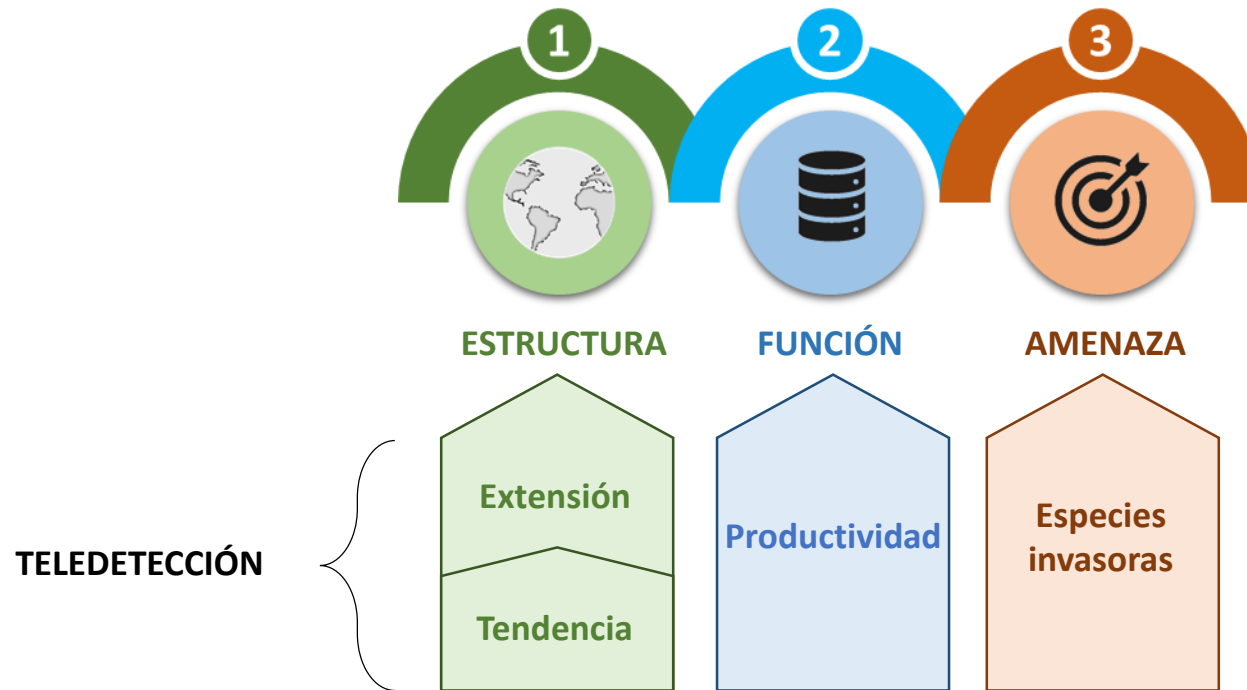 1
2
3
ESTRUCTURA
FUNCIÓN
AMENAZA
TELEDETECCIÓN
Extensión
Tendencia
Productividad
Especies
invasoras